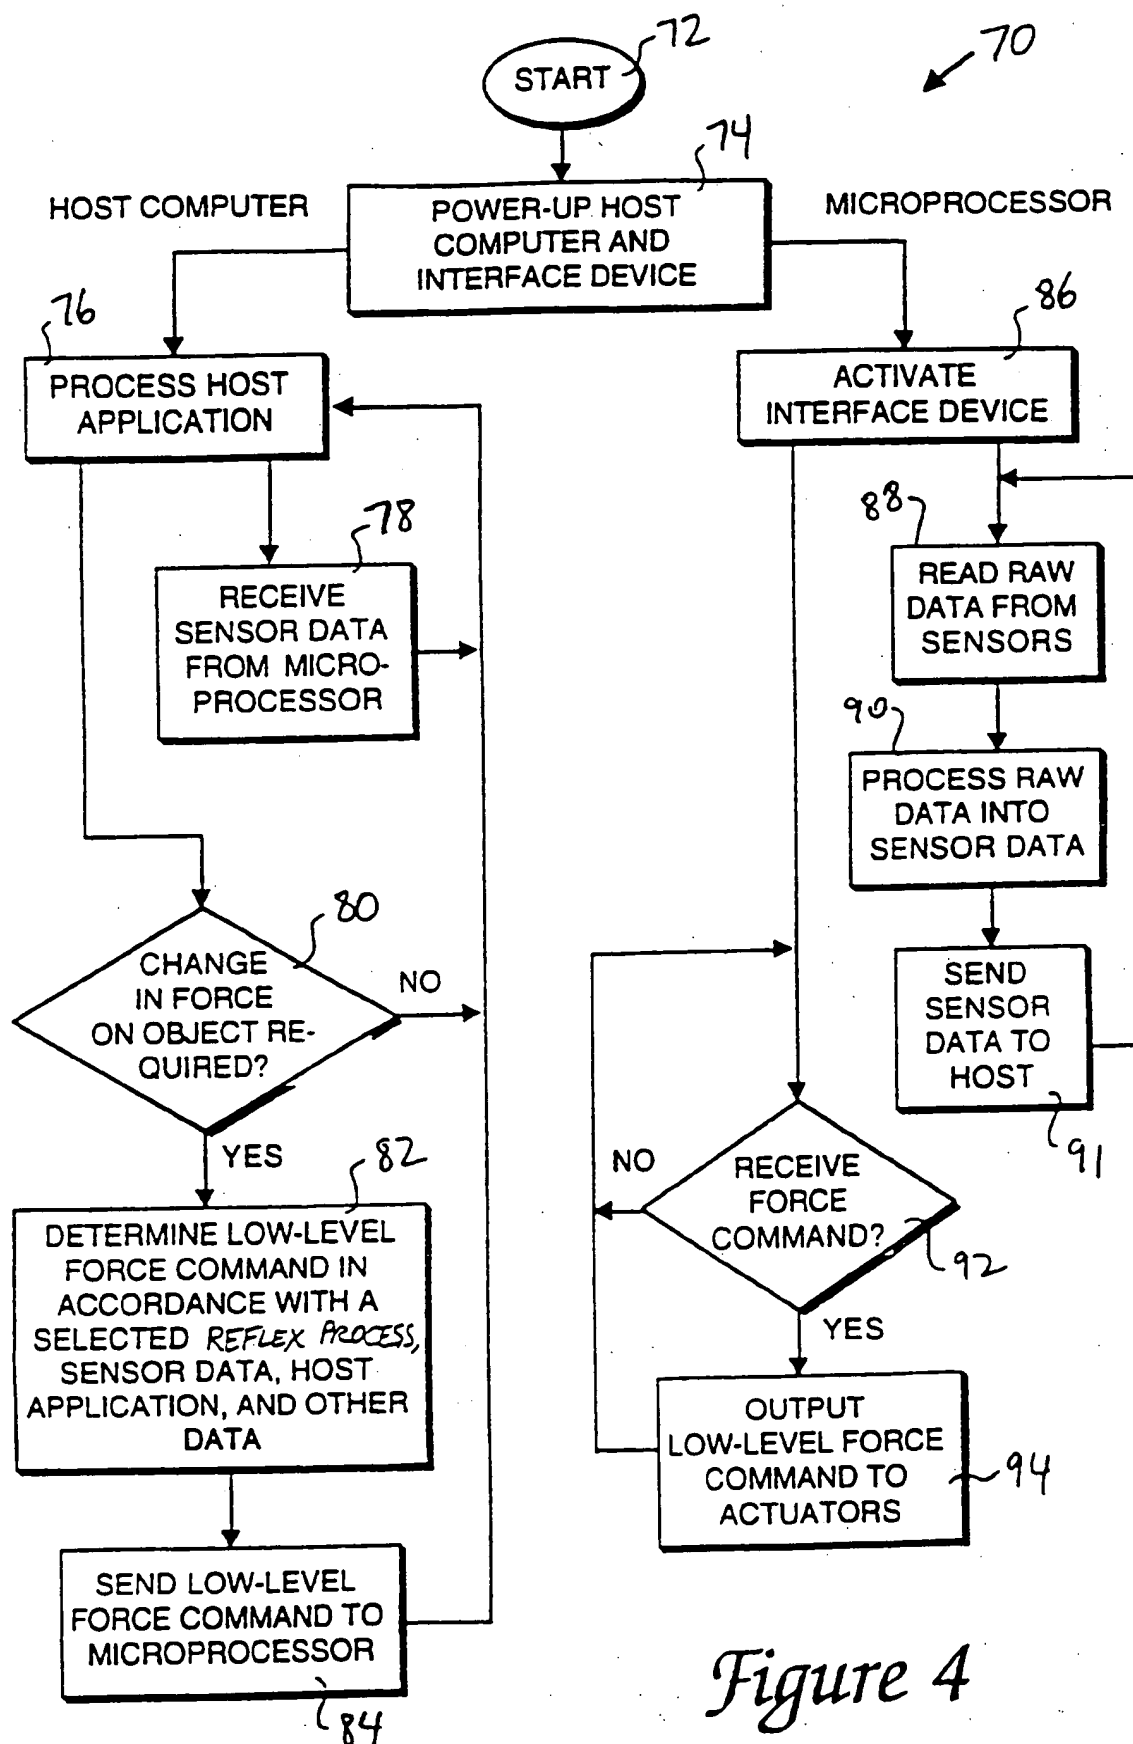 72
70
START
74
HOST COMPUTER
MICROPROCESSOR
POWER-UP HOST
COMPUTER AND
INTERFACE DEVICE
76
86
PROCESS HOST
APPLICATION
ACTIVATE
INTERFACE DEVICE
78
88
RECEIVE
SENSOR DATA
FROM MICRO-
PROCESSOR
READ RAW
DATA FROM
SENSORS
90
PROCESS RAW
DATA INTO
SENSOR DATA
80
CHANGE
IN FORCE
ON OBJECT RE-
QUIRED?
NO
YES
SEND
SENSOR
DATA TO
HOST
91
82
DETERMINE LOW-LEVEL
FORCE COMMAND IN
ACCORDANCE WITH A
SELECTED REFLEX PROCESS,
SENSOR DATA, HOST
APPLICATION, AND OTHER
DATA
NO
RECEIVE
FORCE
COMMAND?
92
YES
OUTPUT
LOW-LEVEL FORCE
COMMAND TO
ACTUATORS
94
SEND LOW-LEVEL
FORCE COMMAND TO
MICROPROCESSOR
84
Figure 4